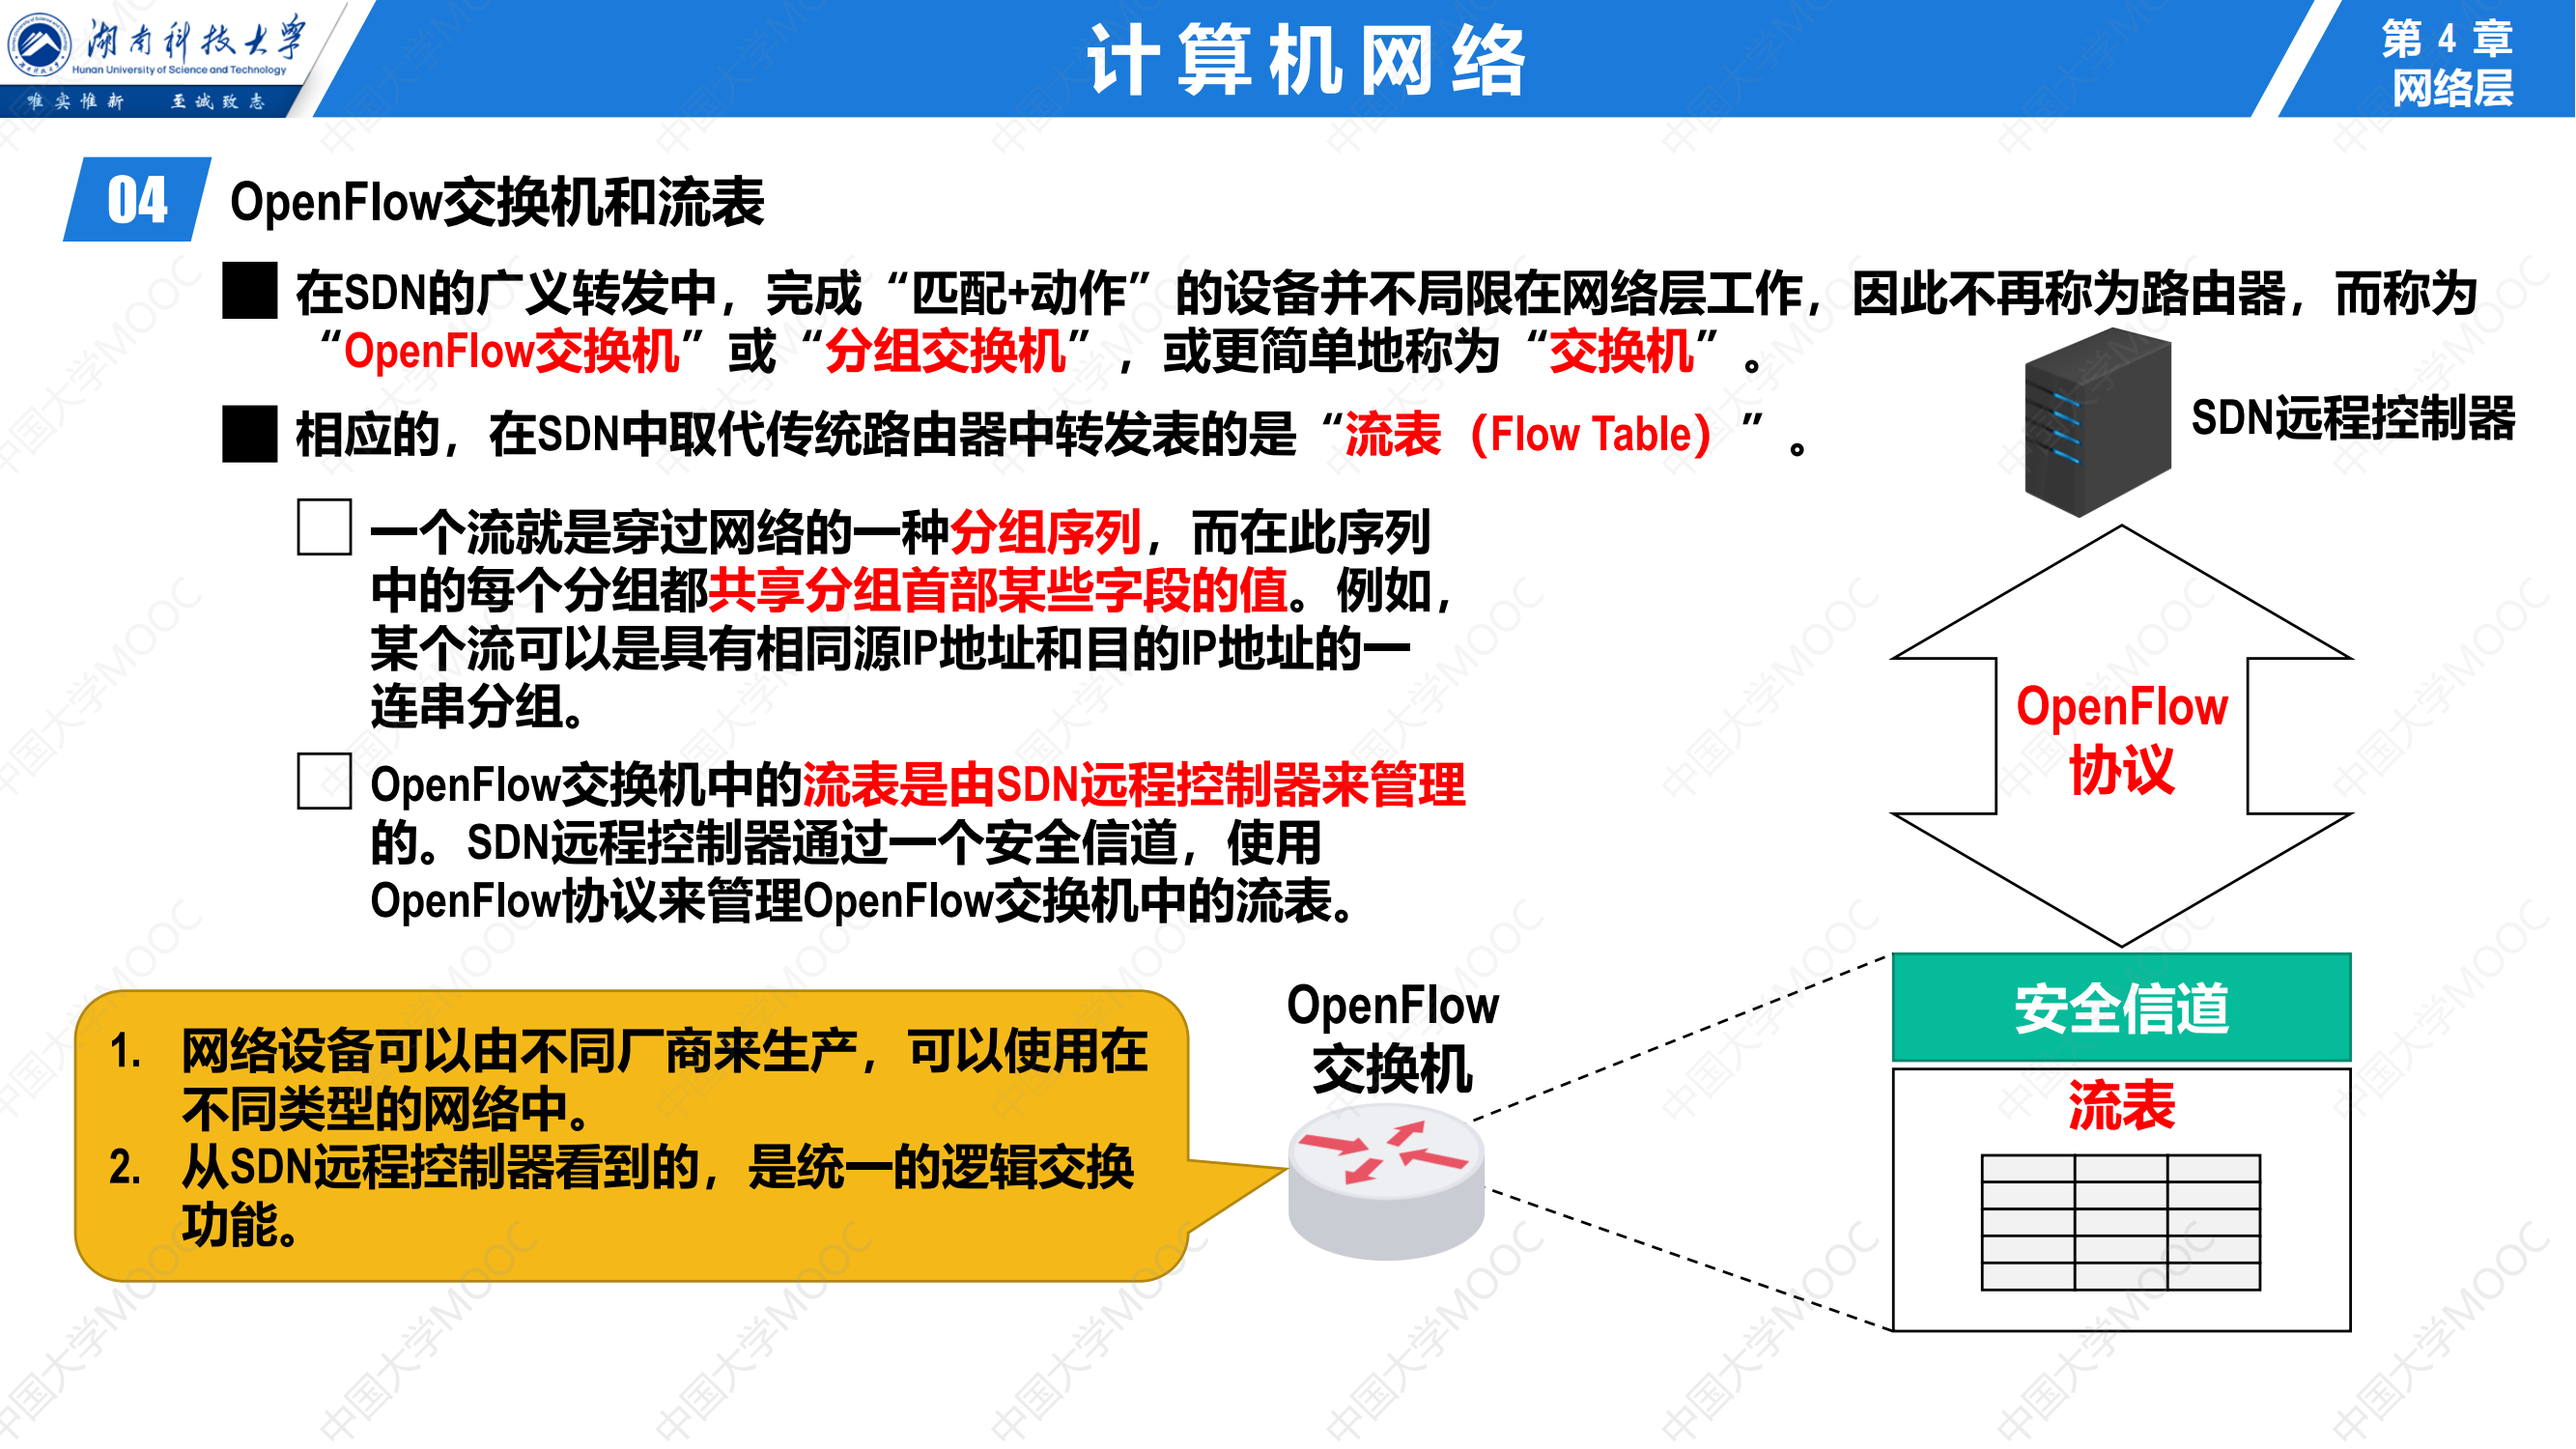 湖南科技大学
Hunan University of Science and Technology
唯实惟新 至诚致志
计算机网络
第 4 章
网络层
04
OpenFlow交换机和流表
在SDN的广义转发中，完成“匹配+动作”的设备并不局限在网络层工作，因此不再称为路由器，而称为
“OpenFlow交换机”或“分组交换机”，或更简单地称为“交换机”。
相应的，在SDN中取代传统路由器中转发表的是“流表（Flow Table）”。
SDN远程控制器
一个流就是穿过网络的一种分组序列，而在此序列
中的每个分组都共享分组首部某些字段的值。例如，
某个流可以是具有相同源IP地址和目的IP地址的一
连串分组。
OpenFlow交换机中的流表是由SDN远程控制器来管理
的。SDN远程控制器通过一个安全信道，使用
OpenFlow协议来管理OpenFlow交换机中的流表。
OpenFlow
协议
1. 网络设备可以由不同厂商来生产，可以使用在
不同类型的网络中。
2. 从SDN远程控制器看到的，是统一的逻辑交换
功能。
OpenFlow
交换机
安全信道
流表
中国大学MOOC